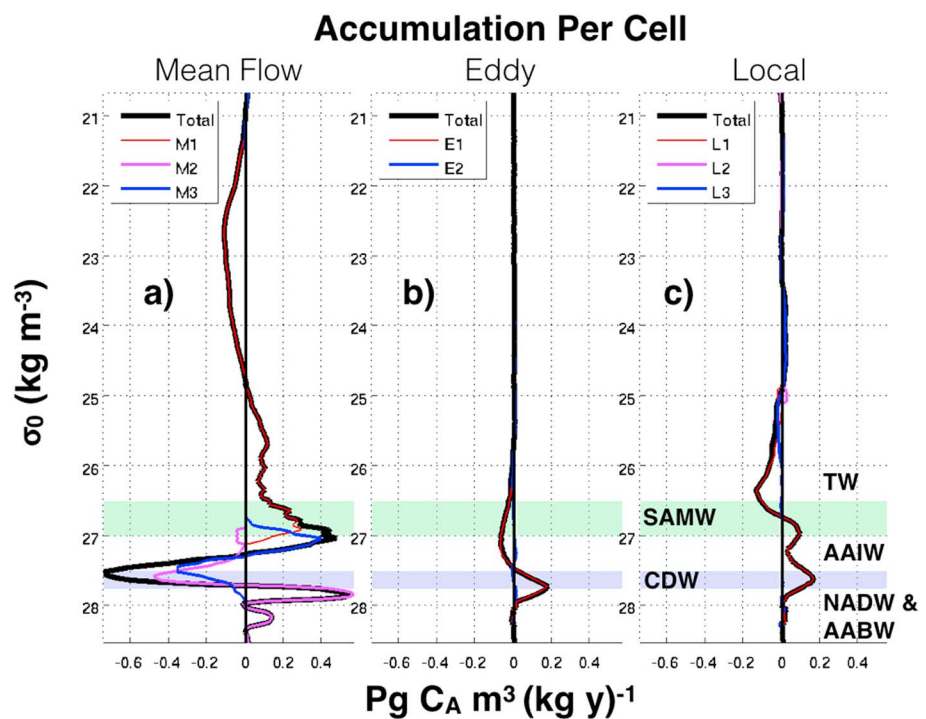 Accumulation Per Cell
Mean Flow
Eddy
Local
Total
M1
M2
M3
Total
E1
E2
Total
L1
L2
L3
21
22
23
24
25
26
27
28
21
22
23
24
25
26
27
28
21
22
23
24
25
26
27
28
a)
b)
c)
σ₀ (kg m⁻³)
TW
SAMW
AAIW
CDW
NADW &
AABW
-0.6 -0.4 -0.2 0 0.2 0.4
-0.6 -0.4 -0.2 0 0.2 0.4
-0.6 -0.4 -0.2 0 0.2 0.4
Pg C_A m³ (kg y)⁻¹